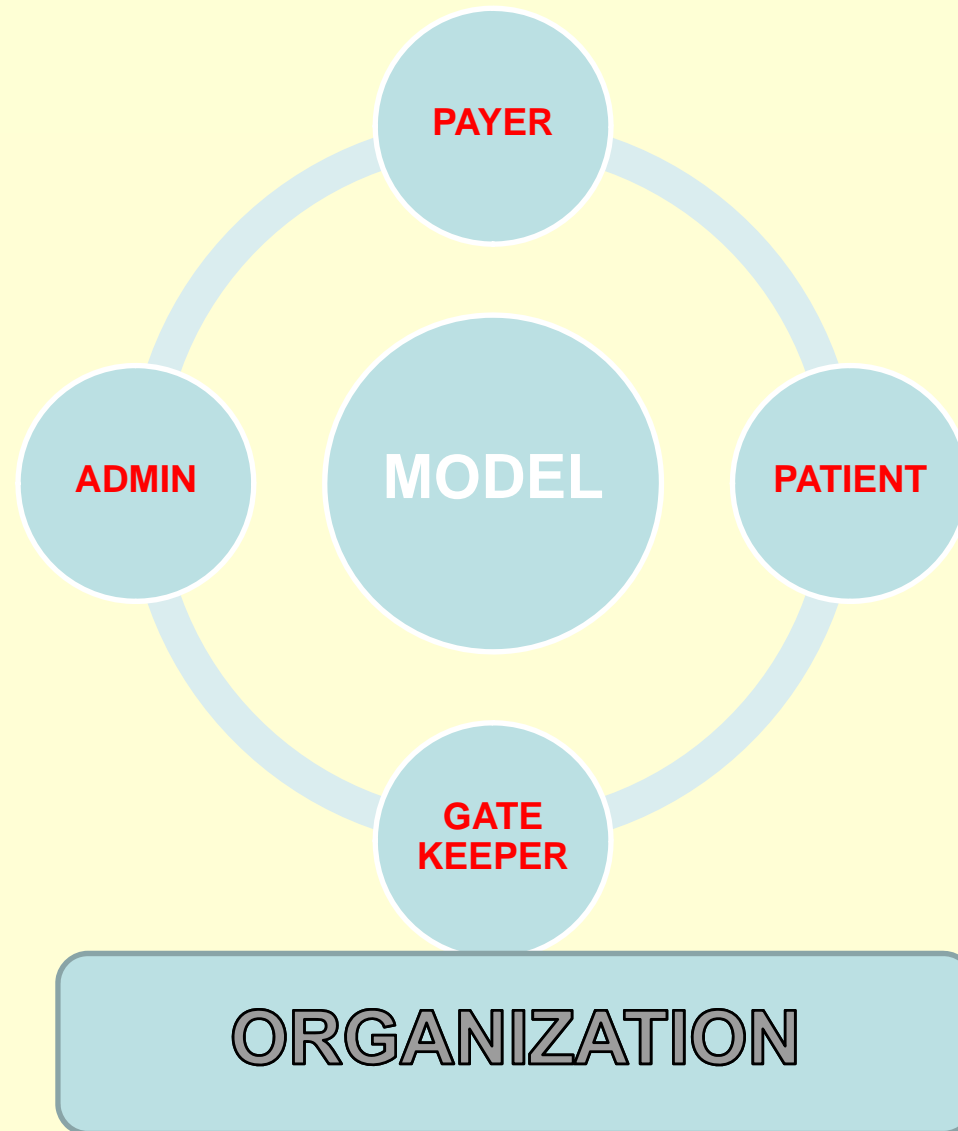 PAYER
ADMIN
MODEL
PATIENT
GATE
KEEPER
ORGANIZATION